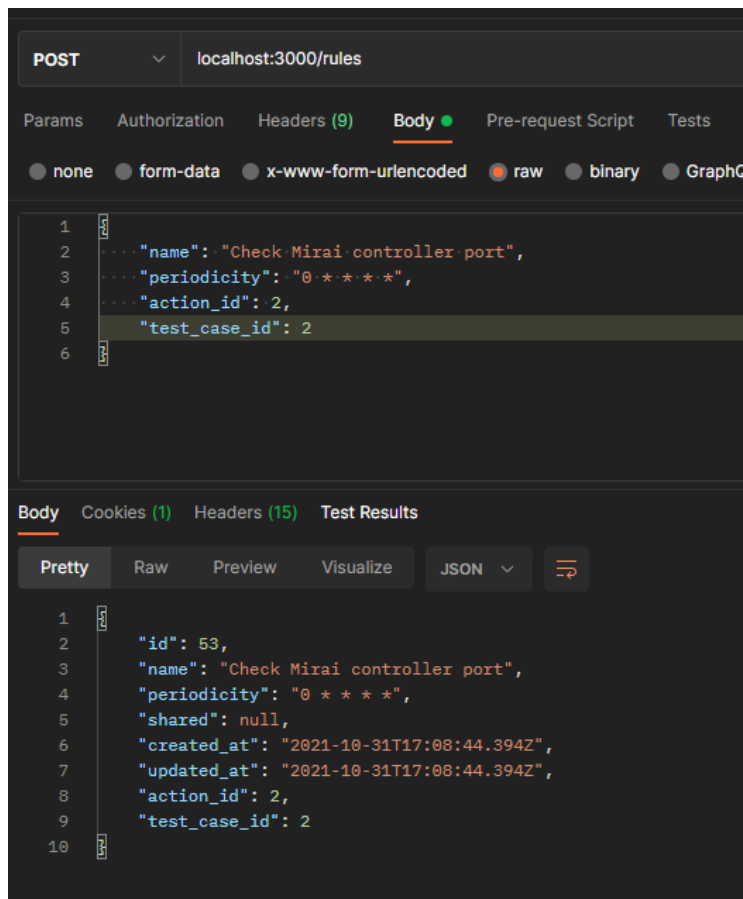 POST localhost:3000/rules
Params Authorization Headers (9) Body Pre-request Script Tests
none form-data x-www-form-urlencoded raw binary GraphQ
1 {
2 "name": "Check Mirai controller port",
3 "periodicity": "0 * * * *",
4 "action_id": 2,
5 "test_case_id": 2
6 }
Body Cookies (1) Headers (15) Test Results
Pretty Raw Preview Visualize JSON
1 {
2 "id": 53,
3 "name": "Check Mirai controller port",
4 "periodicity": "0 * * * *",
5 "shared": null,
6 "created_at": "2021-10-31T17:08:44.394Z",
7 "updated_at": "2021-10-31T17:08:44.394Z",
8 "action_id": 2,
9 "test_case_id": 2
10 }